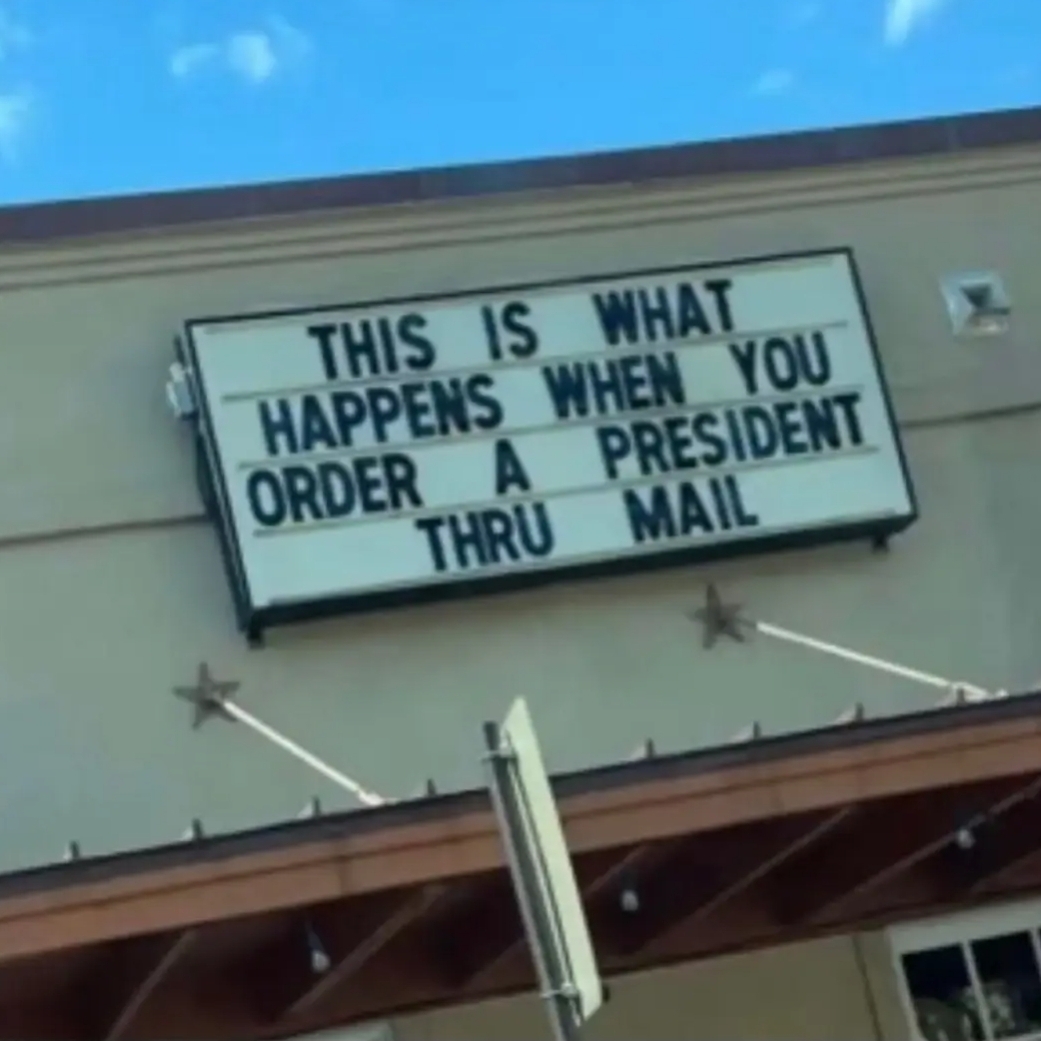 THIS IS WHAT
HAPPENS WHEN YOU
ORDER A PRESIDENT
THRU MAIL